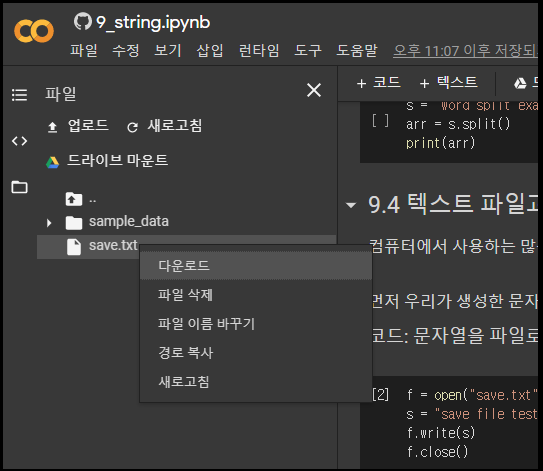 9_string.ipynb
파일 수정 보기 삽입 런타임 도구 도움말 오후 11:07 이후 저장되
파일
+ 코드 + 텍스트
업로드 새로고침
드라이브 마운트
..
sample_data
save.txt
다운로드
파일 삭제
파일 이름 바꾸기
경로 복사
새로고침
s = "word split exa
[ ] arr = s.split()
print(arr)
9.4 텍스트 파일
컴퓨터에서 사용하는 많
먼저 우리가 생성한 문자
코드: 문자열을 파일로
[2] f = open("save.txt"
s = "save file test
f.write(s)
f.close()